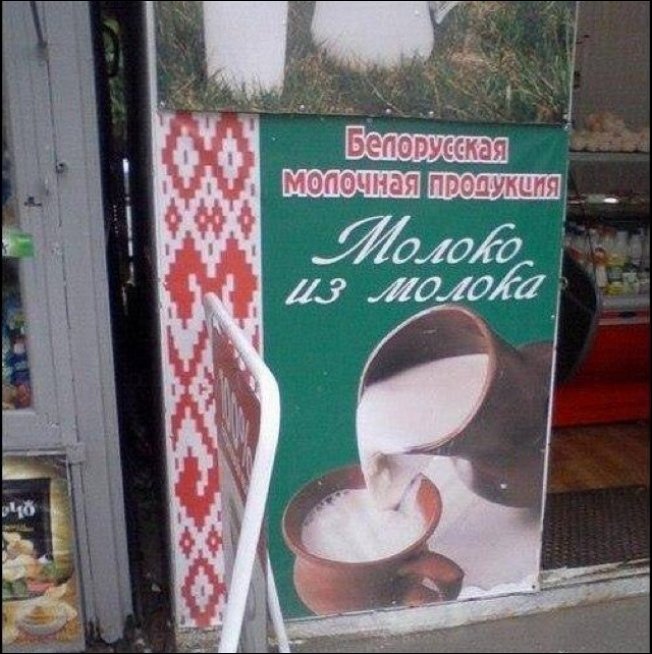 Белорусская
молочная продукция
Молоко
из молока